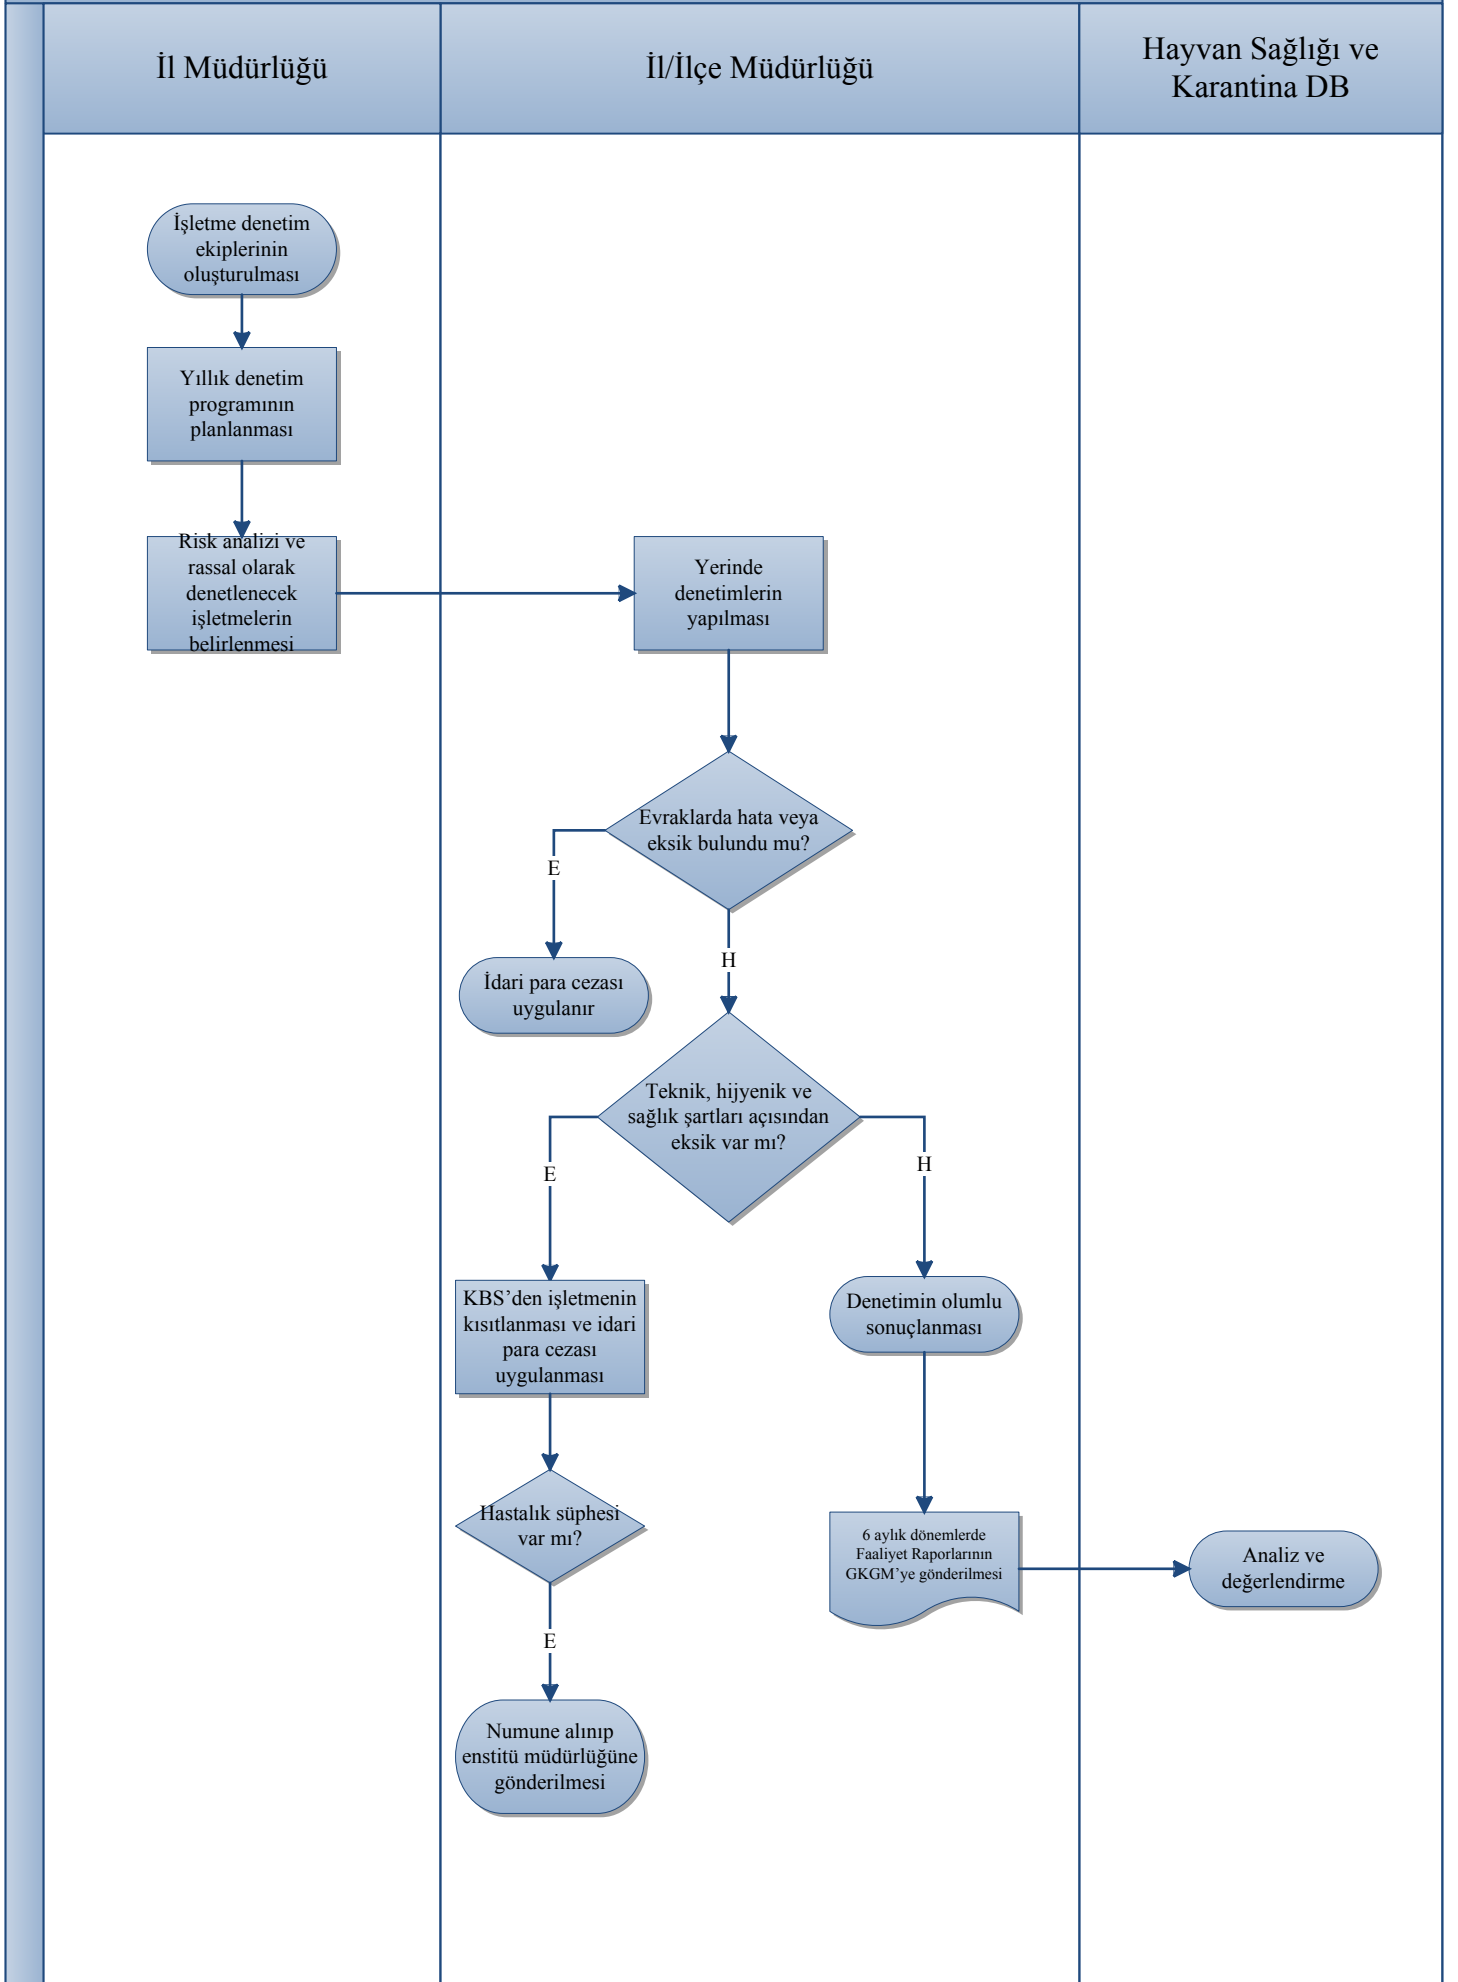 İl Müdürlüğü
İl/İlçe Müdürlüğü
Hayvan Sağlığı ve
Karantina DB
İşletme denetim
ekiplerinin
oluşturulması
Yıllık denetim
programının
planlanması
Risk analizi ve
rassal olarak
denetlenecek
işletmelerin
belirlenmesi
Yerinde
denetimlerin
yapılması
Evraklarda hata veya
eksik bulundu mu?
E
H
İdari para cezası
uygulanır
Teknik, hijyenik ve
sağlık şartları açısından
eksik var mı?
E
H
KBS’den işletmenin
kısıtlanması ve idari
para cezası
uygulanması
Denetimin olumlu
sonuçlanması
Hastalık süphesi
var mı?
6 aylık dönemlerde
Faaliyet Raporlarının
GKGM’ye gönderilmesi
Analiz ve
değerlendirme
E
Numune alınıp
enstitü müdürlüğüne
gönderilmesi